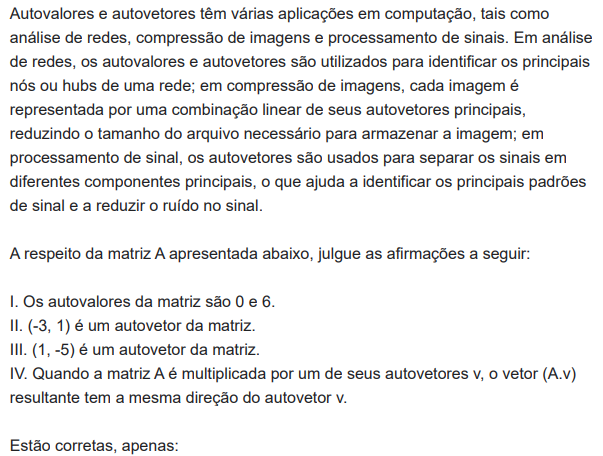 Autovalores e autovetores têm várias aplicações em computação, tais como
análise de redes, compressão de imagens e processamento de sinais. Em análise
de redes, os autovalores e autovetores são utilizados para identificar os principais
nós ou hubs de uma rede; em compressão de imagens, cada imagem é
representada por uma combinação linear de seus autovetores principais,
reduzindo o tamanho do arquivo necessário para armazenar a imagem; em
processamento de sinal, os autovetores são usados para separar os sinais em
diferentes componentes principais, o que ajuda a identificar os principais padrões
de sinal e a reduzir o ruído no sinal.
A respeito da matriz A apresentada abaixo, julgue as afirmações a seguir:
I. Os autovalores da matriz são 0 e 6.
II. (-3, 1) é um autovetor da matriz.
III. (1, -5) é um autovetor da matriz.
IV. Quando a matriz A é multiplicada por um de seus autovetores v, o vetor (A.v)
resultante tem a mesma direção do autovetor v.
Estão corretas, apenas: